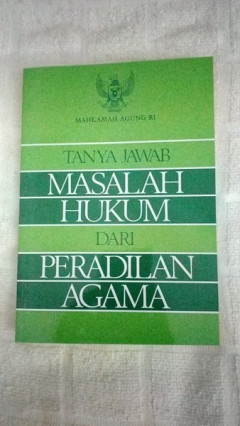 MAHKAMAH AGUNG RI
TANYA JAWAB
MASALAH
HUKUM
DARI
PERADILAN
AGAMA